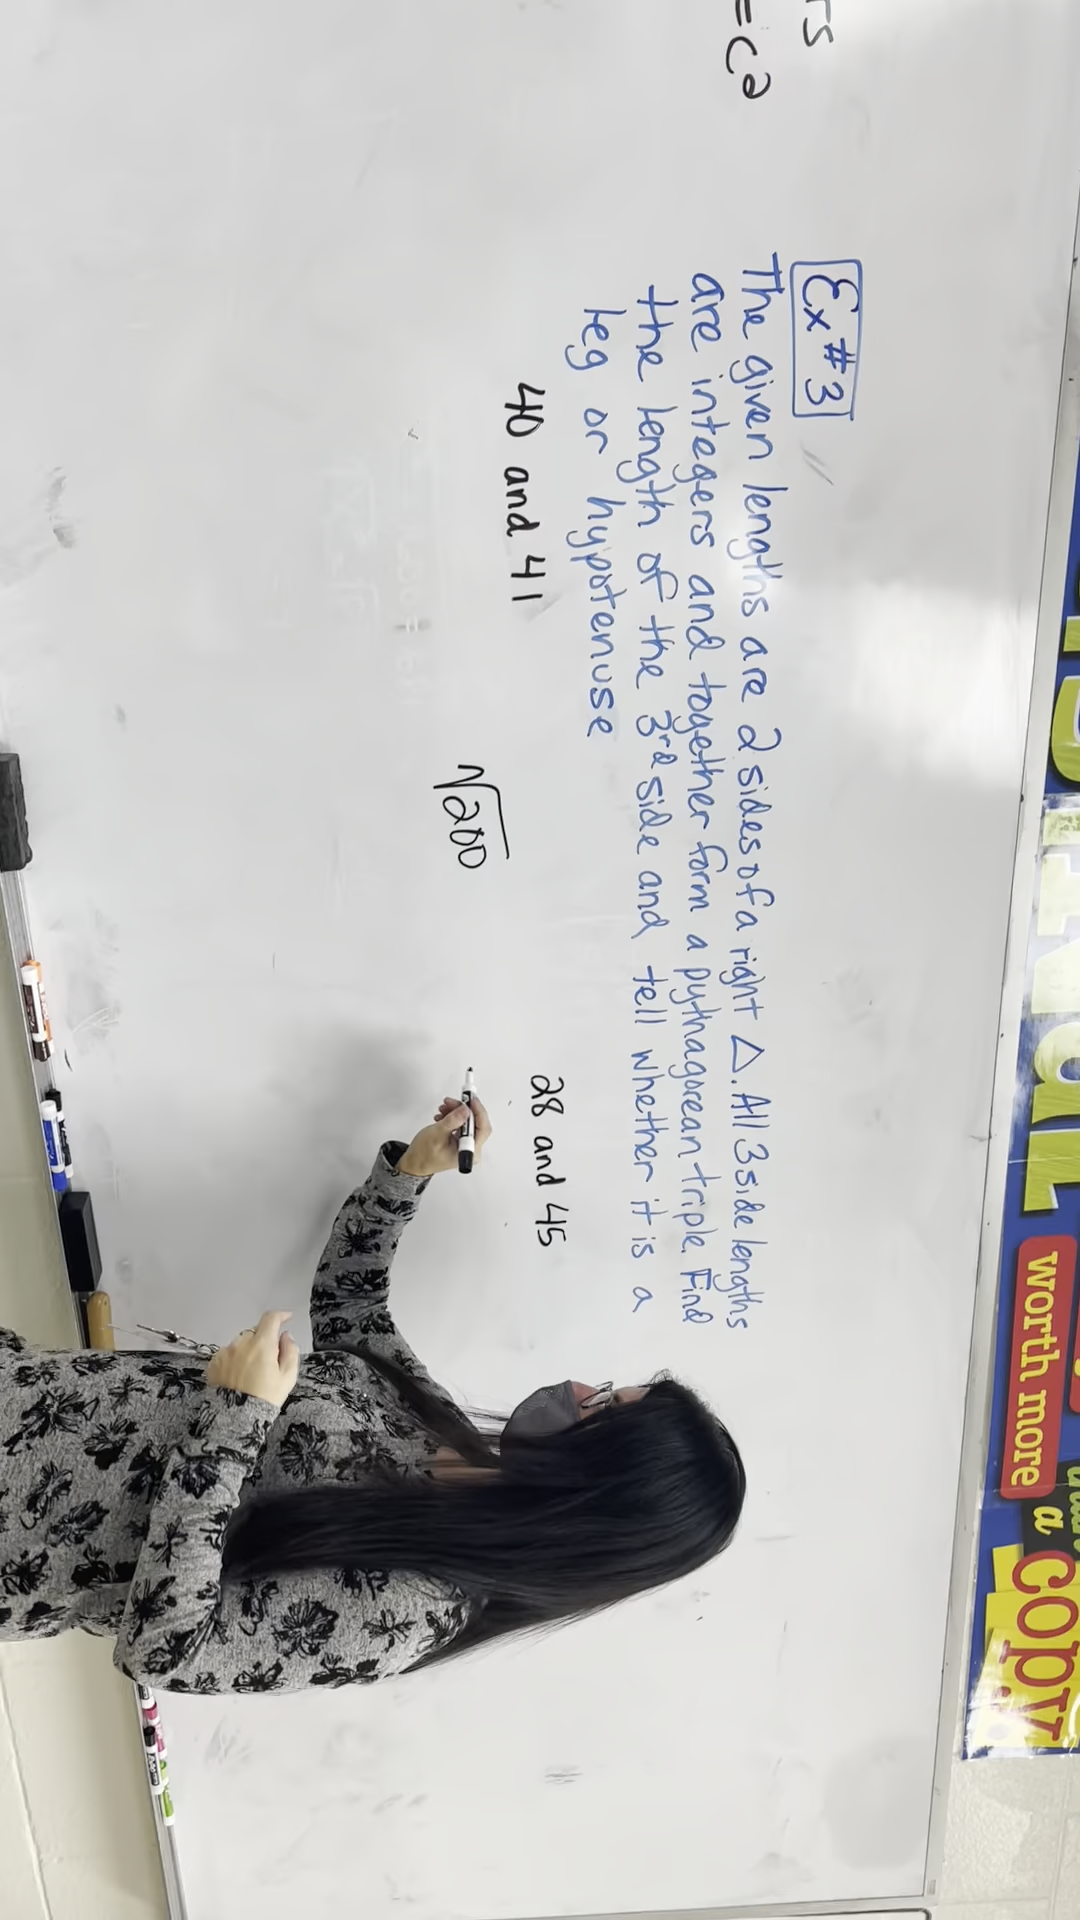 rs
= c²
Ex #3
The given lengths are 2 sides of a right △. All 3 side lengths
are integers and together form a pythagorean triple. Find
the length of the 3rd side and tell whether it is a
leg or hypotenuse
40 and 41
28 and 45
√200
worth more
a copy.